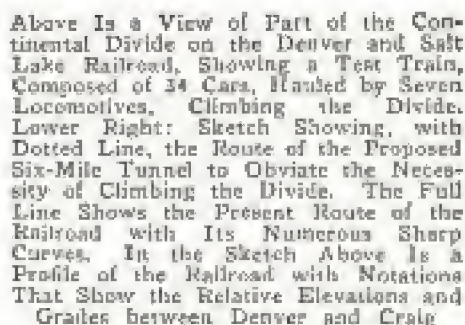 Above Is a View of Part of the Con-
tinental Divide on the Denver and Salt
Lake Railroad, Showing a Test Train,
Composed of 34 Cars, Hauled by Seven
Locomotives, Climbing the Divide.
Lower Right: Sketch Showing, with
Dotted Line, the Route of the Proposed
Six-Mile Tunnel to Obviate the Neces-
sity of Climbing the Divide. The Full
Line Shows the Present Route of the
Railroad with Its Numerous Sharp
Curves. In the Sketch Above Is a
Profile of the Railroad with Notations
That Show the Relative Elevations and
Grades between Denver and Craig